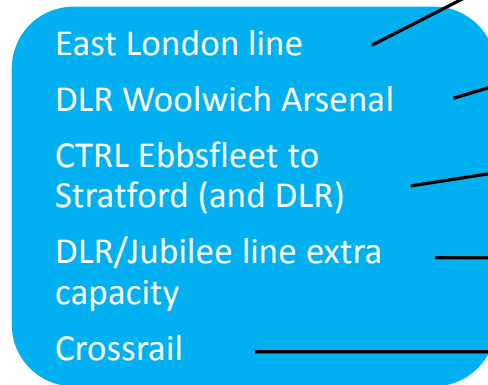 East London line
DLR Woolwich Arsenal
CTRL Ebbsfleet to
Stratford (and DLR)
DLR/Jubilee line extra
capacity
Crossrail